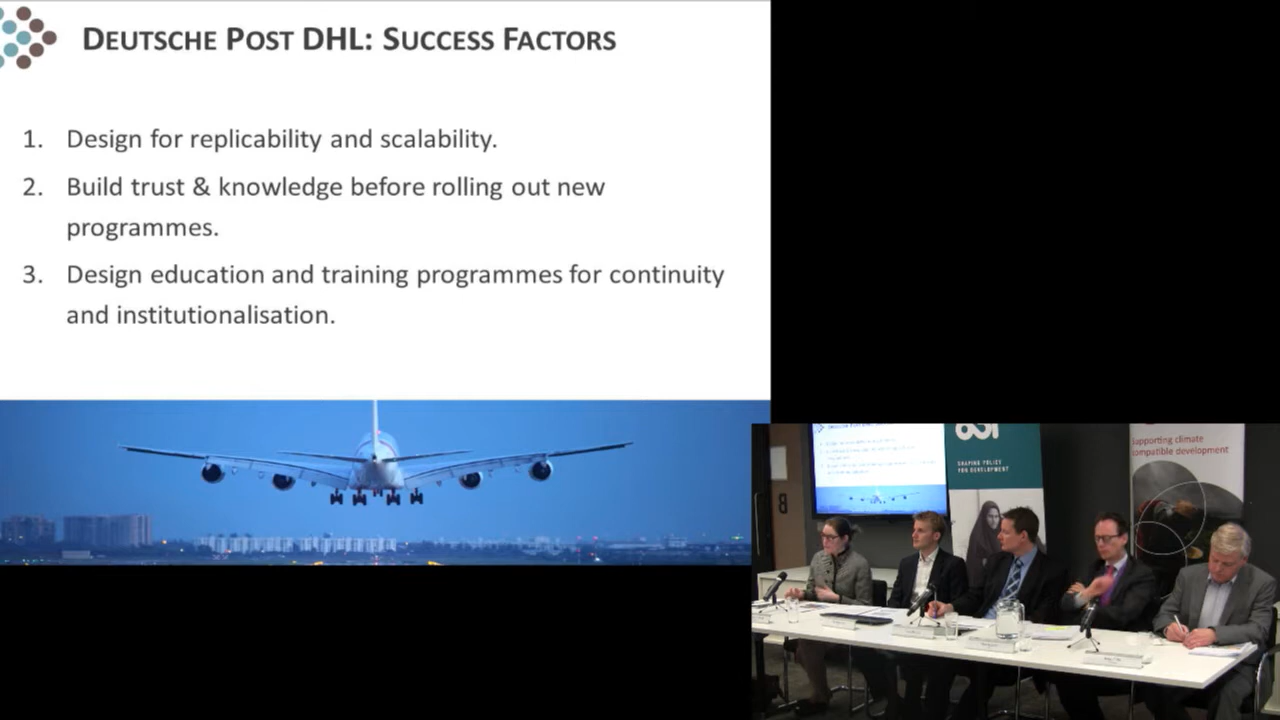 DEUTSCHE POST DHL: SUCCESS FACTORS
1. Design for replicability and scalability.
2. Build trust & knowledge before rolling out new
programmes.
3. Design education and training programmes for continuity
and institutionalisation.
SHAPING POLICY
FOR DEVELOPMENT
supporting climate
compatible development